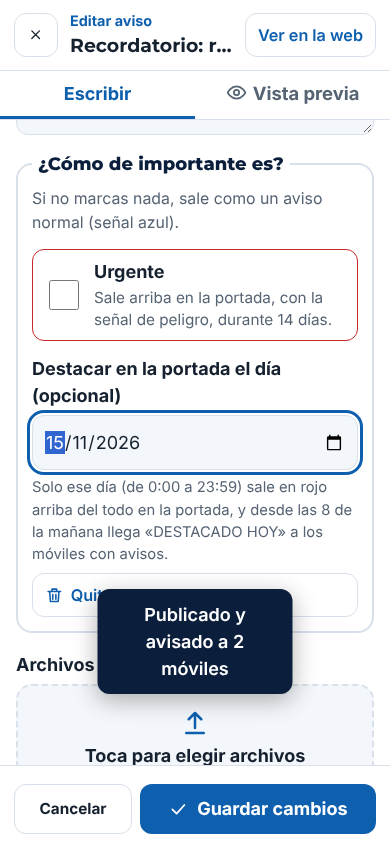 Editar aviso
Recordatorio: r...
Ver en la web
Escribir
Vista previa
¿Cómo de importante es?
Si no marcas nada, sale como un aviso
normal (señal azul).
Urgente
Sale arriba en la portada, con la
señal de peligro, durante 14 días.
Destacar en la portada el día
(opcional)
15/11/2026
Solo ese día (de 0:00 a 23:59) sale en rojo
arriba del todo en la portada, y desde las 8 de
la mañana llega «DESTACADO HOY» a los
móviles con avisos.
Publicado y
avisado a 2
móviles
Archivos
Toca para elegir archivos
Cancelar
Guardar cambios